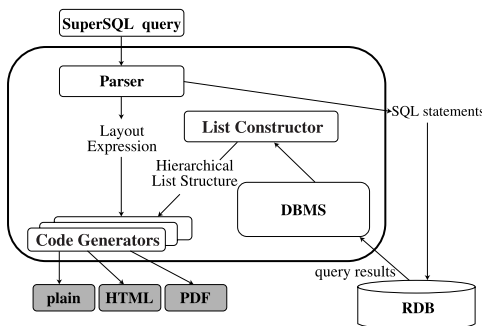 SuperSQL query
Parser
SQL statements
Layout
Expression
List Constructor
Hierarchical
List Structure
DBMS
Code Generators
query results
plain
HTML
PDF
RDB